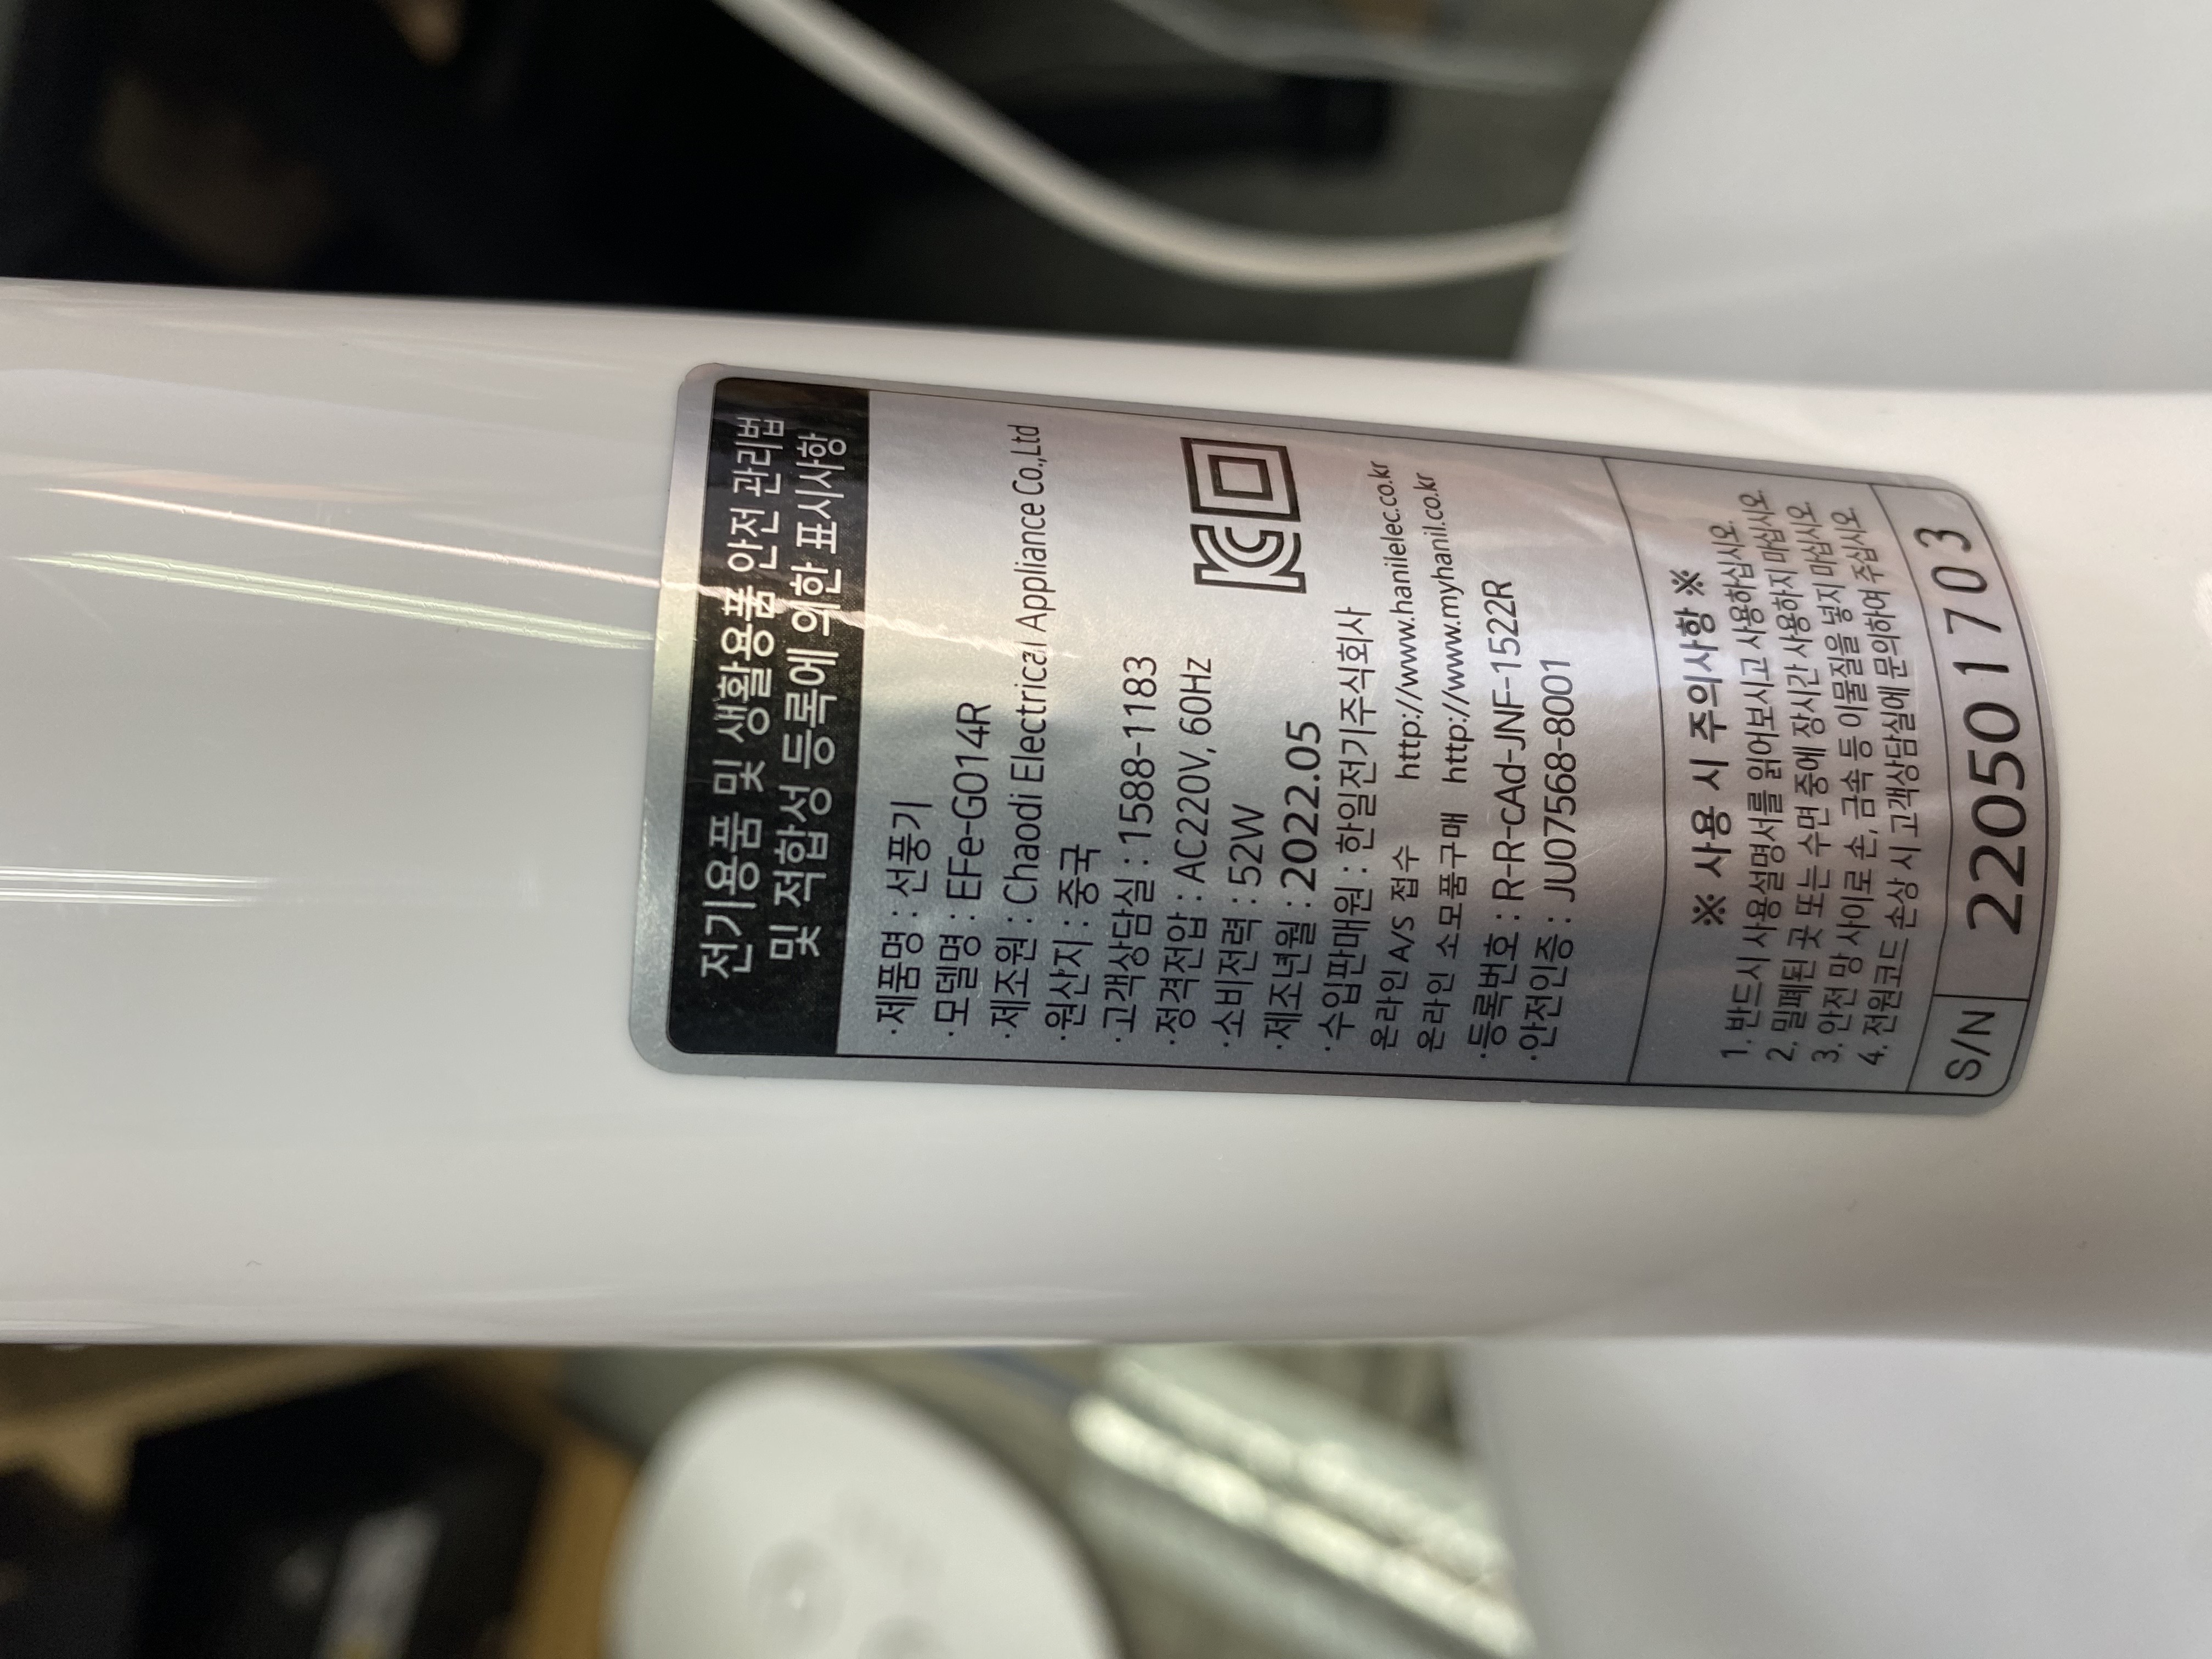 전기용품 및 생활용품 안전 관리법
및 적합성 등록에 의한 표시사항
·제품명 : 선풍기
·모델명 : EFe-G014R
·제조원 : Chaodi Electrical Appliance Co.,Ltd
·원산지 : 중국
·고객상담실 : 1588-1183
·정격전압 : AC220V, 60Hz
·소비전력 : 52W
·제조년월 : 2022.05
·수입판매원 : 한일전기주식회사
온라인 A/S 접수 http://www.hanilelec.co.kr
온라인 소모품구매 http://www.myhanil.co.kr
·등록번호 : R-R-cAd-JNF-1522R
·안전인증 : JU07568-8001
※ 사용 시 주의사항 ※
1. 반드시 사용설명서를 읽어보시고 사용하십시오.
2. 밀폐된 곳 또는 수면 중에 장시간 사용하지 마십시오.
3. 안전 망 사이로 손, 금속 등 이물질을 넣지 마십시오.
4. 전원코드 손상 시 고객상담실에 문의하여 주십시오.
S/N 220501703